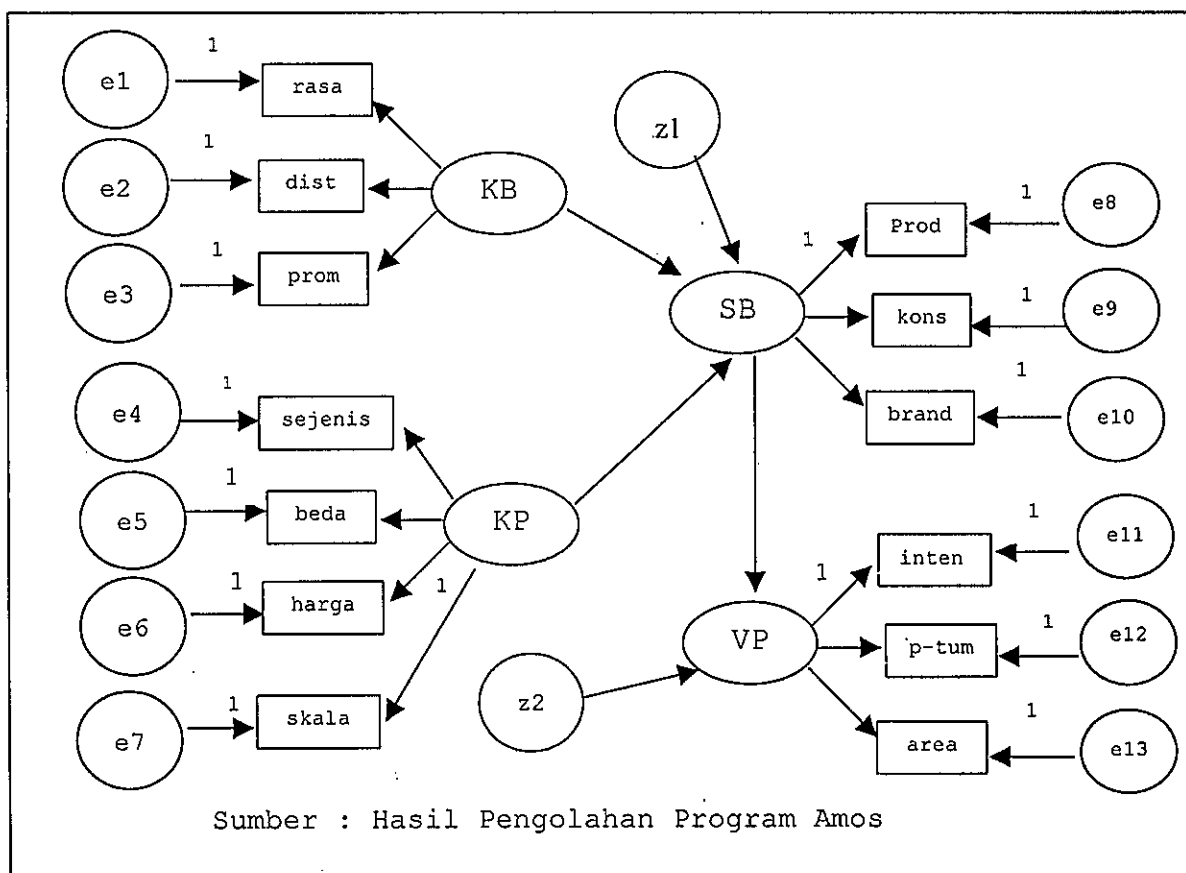 e1 1 rasa
e2 1 dist
e3 1 prom
KB
z1
SB
1 Prod 1 e8
kons 1 e9
brand 1 e10
e4 1 sejenis
e5 1 beda
e6 1 harga
e7 1 skala
KP
1
z2
VP
1 inten 1 e11
p-tum 1 e12
area 1 e13
Sumber : Hasil Pengolahan Program Amos